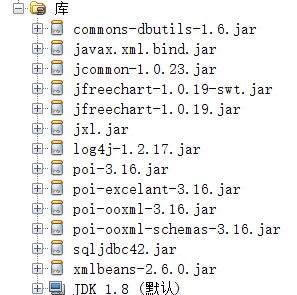 库
commons-dbutils-1.6.jar
javax.xml.bind.jar
jcommon-1.0.23.jar
jfreechart-1.0.19-swt.jar
jfreechart-1.0.19.jar
jxl.jar
log4j-1.2.17.jar
poi-3.16.jar
poi-excelant-3.16.jar
poi-ooxml-3.16.jar
poi-ooxml-schemas-3.16.jar
sqljdbc42.jar
xmlbeans-2.6.0.jar
JDK 1.8 (默认)